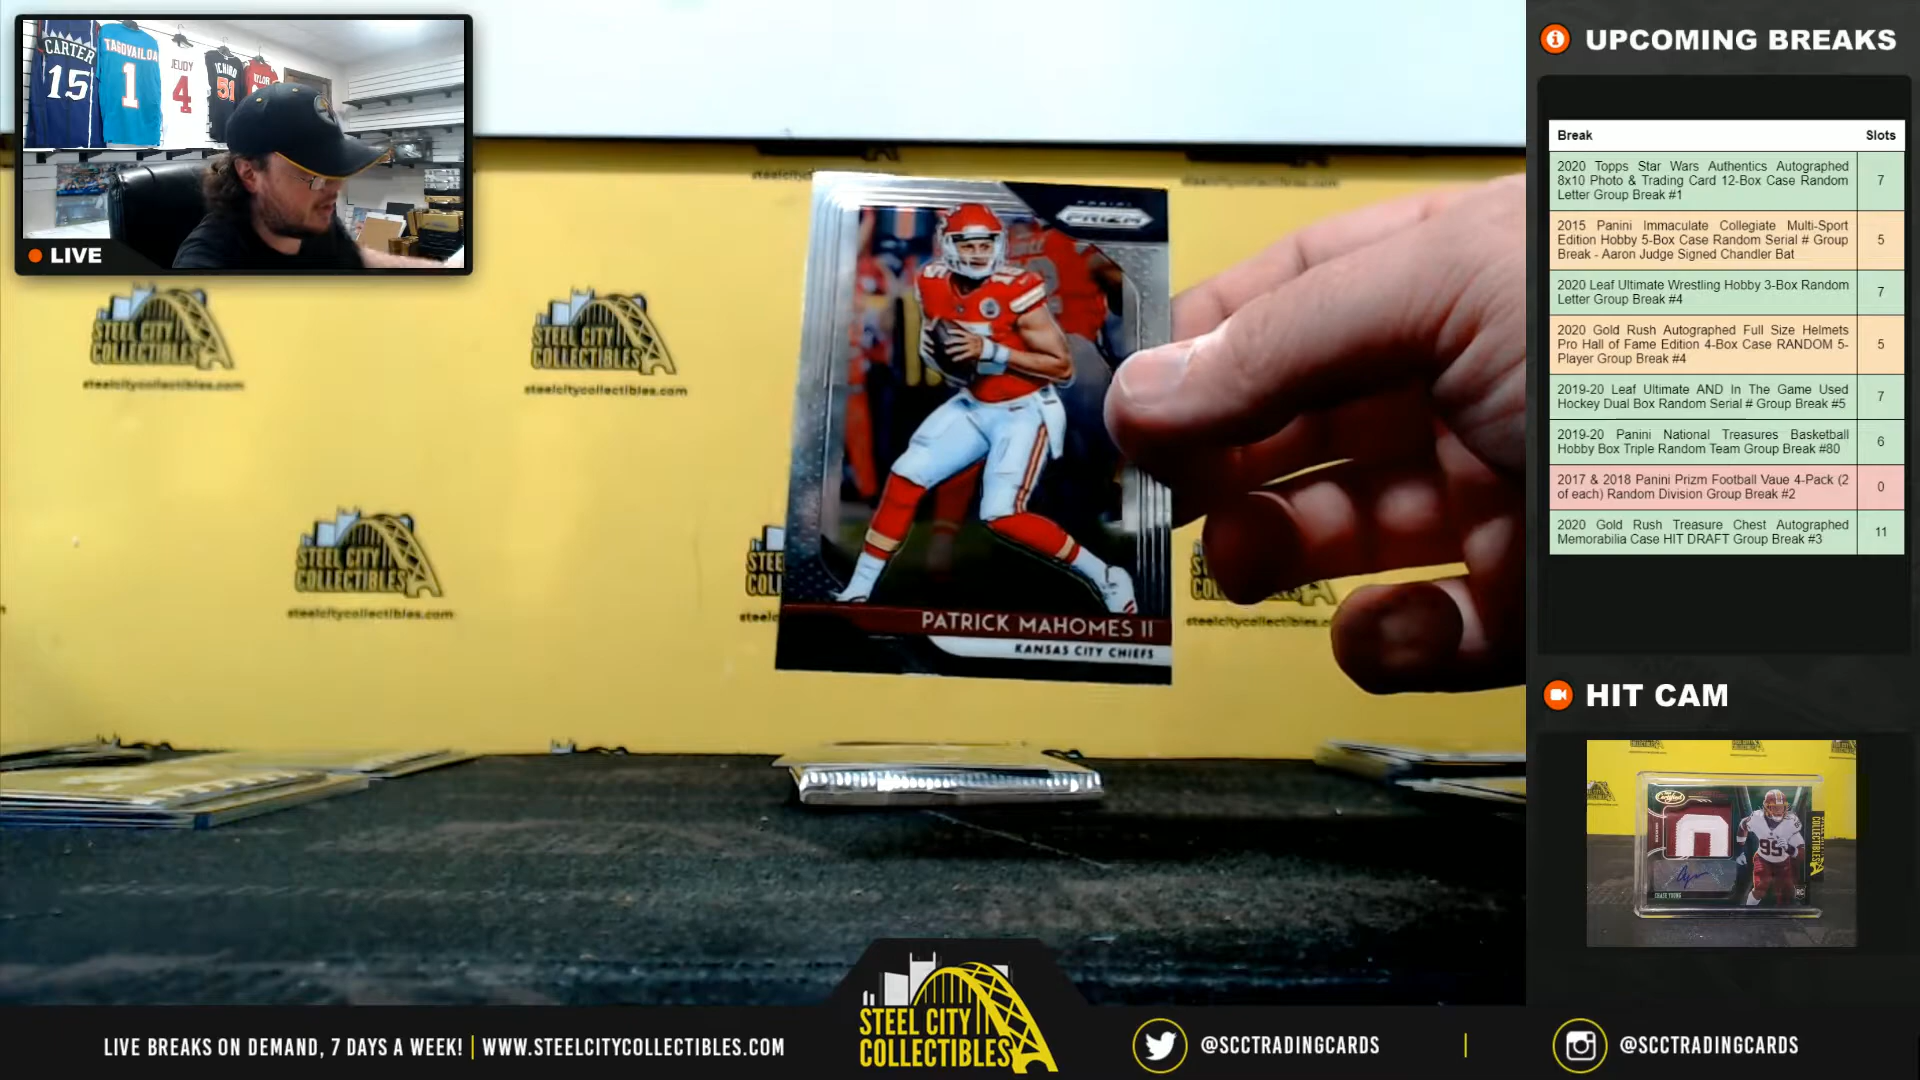 CARTER
15
TAGOVAILOA
1
JEUDY
4
ICHIRO
51
LIVE
UPCOMING BREAKS
Break Slots
2020 Topps Star Wars Authentics Autographed
8x10 Photo & Trading Card 12-Box Case Random
Letter Group Break #1
7
2015 Panini Immaculate Collegiate Multi-Sport
Edition Hobby 5-Box Case Random Serial # Group
Break - Aaron Judge Signed Chandler Bat
5
2020 Leaf Ultimate Wrestling Hobby 3-Box Random
Letter Group Break #4
7
2020 Gold Rush Autographed Full Size Helmets
Pro Hall of Fame Edition 4-Box Case RANDOM 5-
Player Group Break #4
5
2019-20 Leaf Ultimate AND In The Game Used
Hockey Dual Box Random Serial # Group Break #5
7
2019-20 Panini National Treasures Basketball
Hobby Box Triple Random Team Group Break #80
6
2017 & 2018 Panini Prizm Football Vaue 4-Pack (2
of each) Random Division Group Break #2
0
2020 Gold Rush Treasure Chest Autographed
Memorabilia Case HIT DRAFT Group Break #3
11
PANINI
PRIZM
PATRICK MAHOMES II
KANSAS CITY CHIEFS
STEEL CITY
COLLECTIBLES
steelcitycollectibles.com
STEEL CITY
COLLECTIBLES
steelcitycollectibles.com
STEEL CITY
COLLECTIBLES
steelcitycollectibles.com
HIT CAM
Certified
95
CHASE YOUNG
RC
LIVE BREAKS ON DEMAND, 7 DAYS A WEEK! | WWW.STEELCITYCOLLECTIBLES.COM
STEEL CITY
COLLECTIBLES
@SCCTRADINGCARDS
@SCCTRADINGCARDS